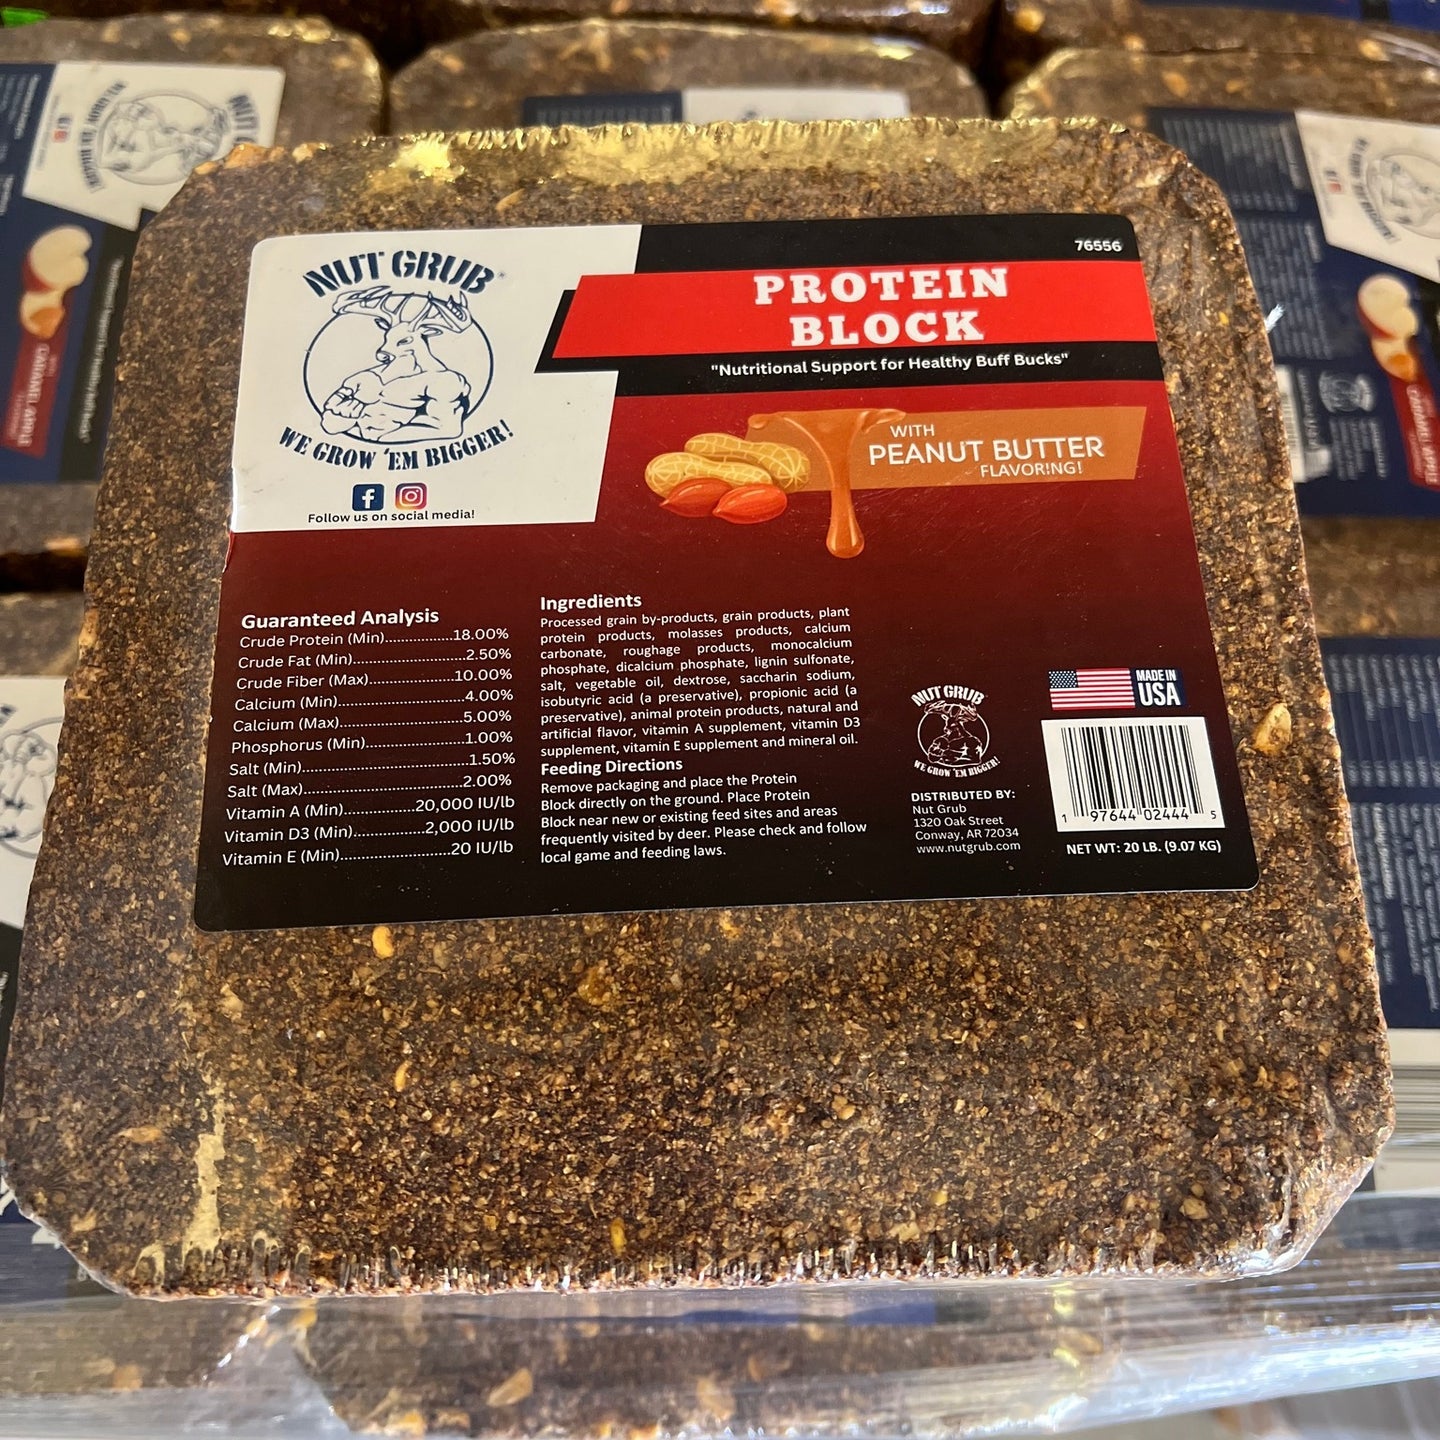 NUT GRUB
WE GROW 'EM BIGGER!
Follow us on social media!
76556
PROTEIN
BLOCK
"Nutritional Support for Healthy Buff Bucks"
WITH
PEANUT BUTTER
FLAVORING!
Guaranteed Analysis
Crude Protein (Min).................18.00%
Crude Fat (Min)............................2.50%
Crude Fiber (Max).....................10.00%
Calcium (Min)................................4.00%
Calcium (Max)...............................5.00%
Phosphorus (Min).........................1.00%
Salt (Min)..........................................1.50%
Salt (Max)........................................2.00%
Vitamin A (Min)..................20,000 IU/lb
Vitamin D3 (Min)..................2,000 IU/lb
Vitamin E (Min)............................20 IU/lb
Ingredients
Processed grain by-products, grain products, plant
protein products, molasses products, calcium
carbonate, roughage products, monocalcium
phosphate, dicalcium phosphate, lignin sulfonate,
salt, vegetable oil, dextrose, saccharin sodium,
isobutyric acid (a preservative), propionic acid (a
preservative), animal protein products, natural and
artificial flavor, vitamin A supplement, vitamin D3
supplement, vitamin E supplement and mineral oil.
Feeding Directions
Remove packaging and place the Protein
Block directly on the ground. Place Protein
Block near new or existing feed sites and areas
frequently visited by deer. Please check and follow
local game and feeding laws.
NUT GRUB
WE GROW 'EM BIGGER!
DISTRIBUTED BY:
Nut Grub
1320 Oak Street
Conway, AR 72034
www.nutgrub.com
MADE IN
USA
1 97644 02444 5
NET WT: 20 LB. (9.07 KG)
CARAMEL APPLE
CARAMEL APPLE